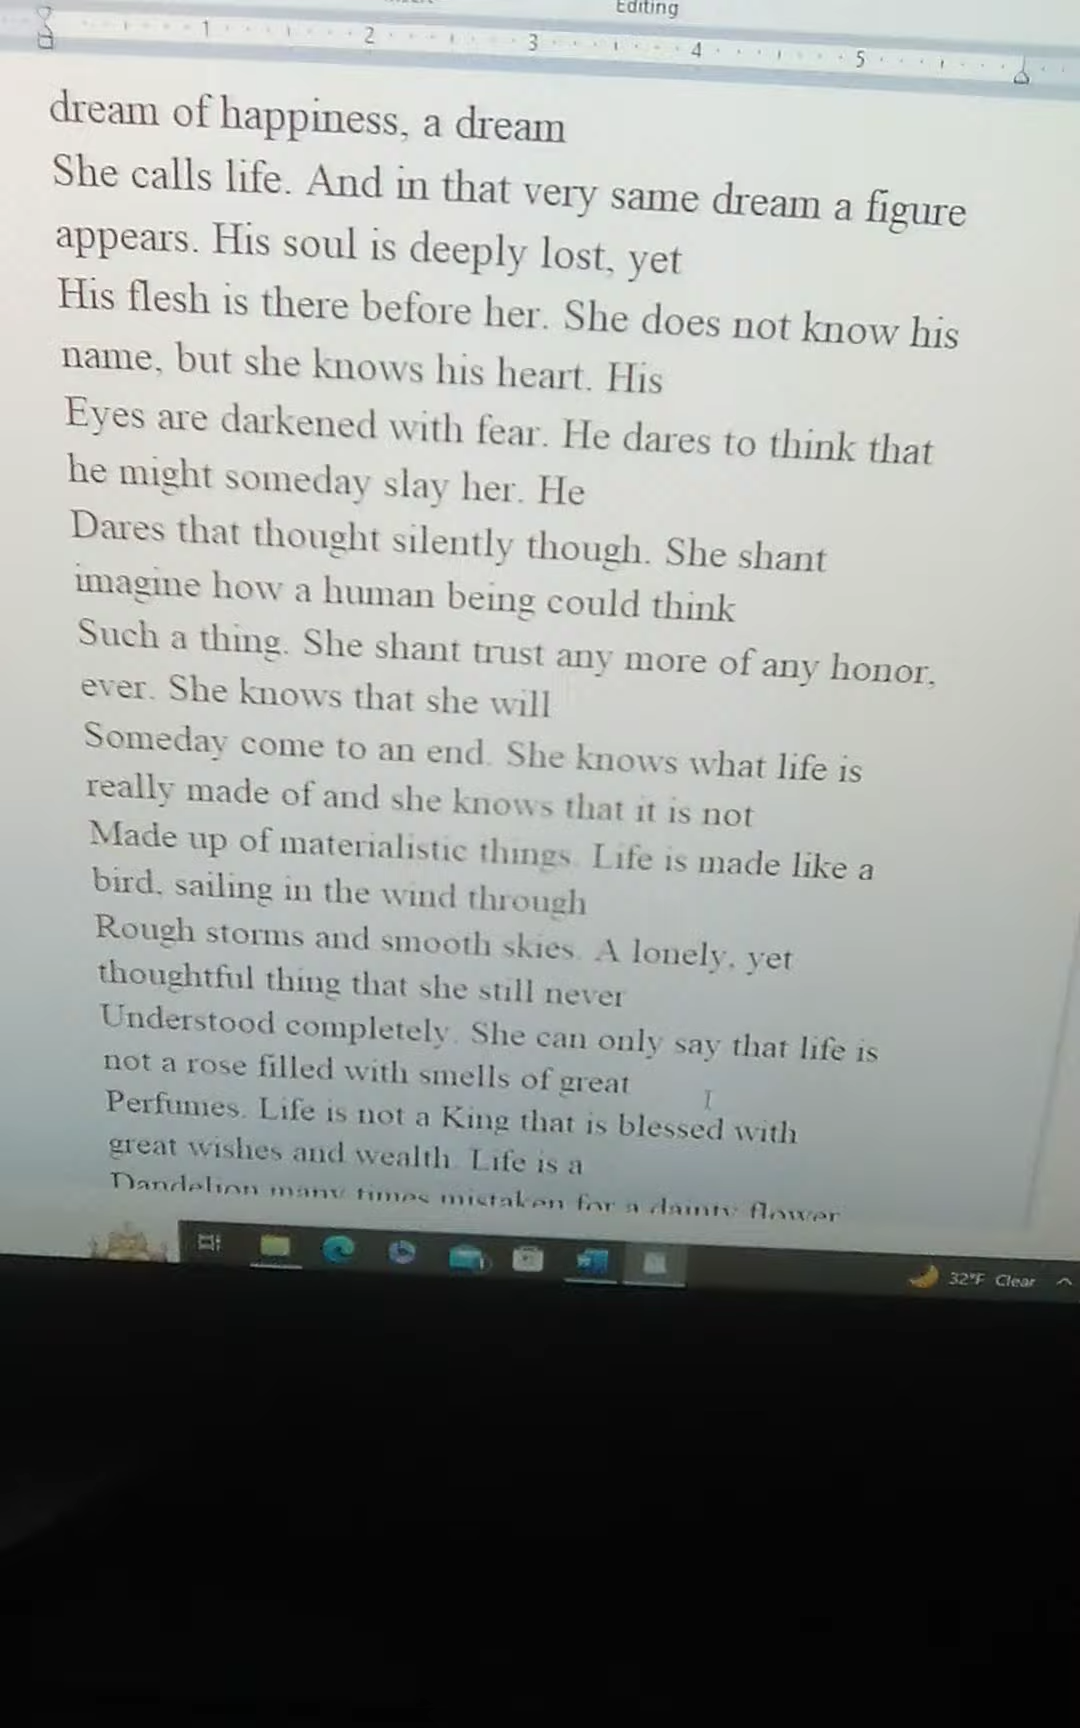 Editing
1 2 3 4 5
dream of happiness, a dream
She calls life. And in that very same dream a figure
appears. His soul is deeply lost, yet
His flesh is there before her. She does not know his
name, but she knows his heart. His
Eyes are darkened with fear. He dares to think that
he might someday slay her. He
Dares that thought silently though. She shant
imagine how a human being could think
Such a thing. She shant trust any more of any honor,
ever. She knows that she will
Someday come to an end. She knows what life is
really made of and she knows that it is not
Made up of materialistic things. Life is made like a
bird, sailing in the wind through
Rough storms and smooth skies. A lonely, yet
thoughtful thing that she still never
Understood completely. She can only say that life is
not a rose filled with smells of great
Perfumes. Life is not a King that is blessed with
great wishes and wealth. Life is a
Dandelion many times mistaken for a dainty flower
32°F Clear